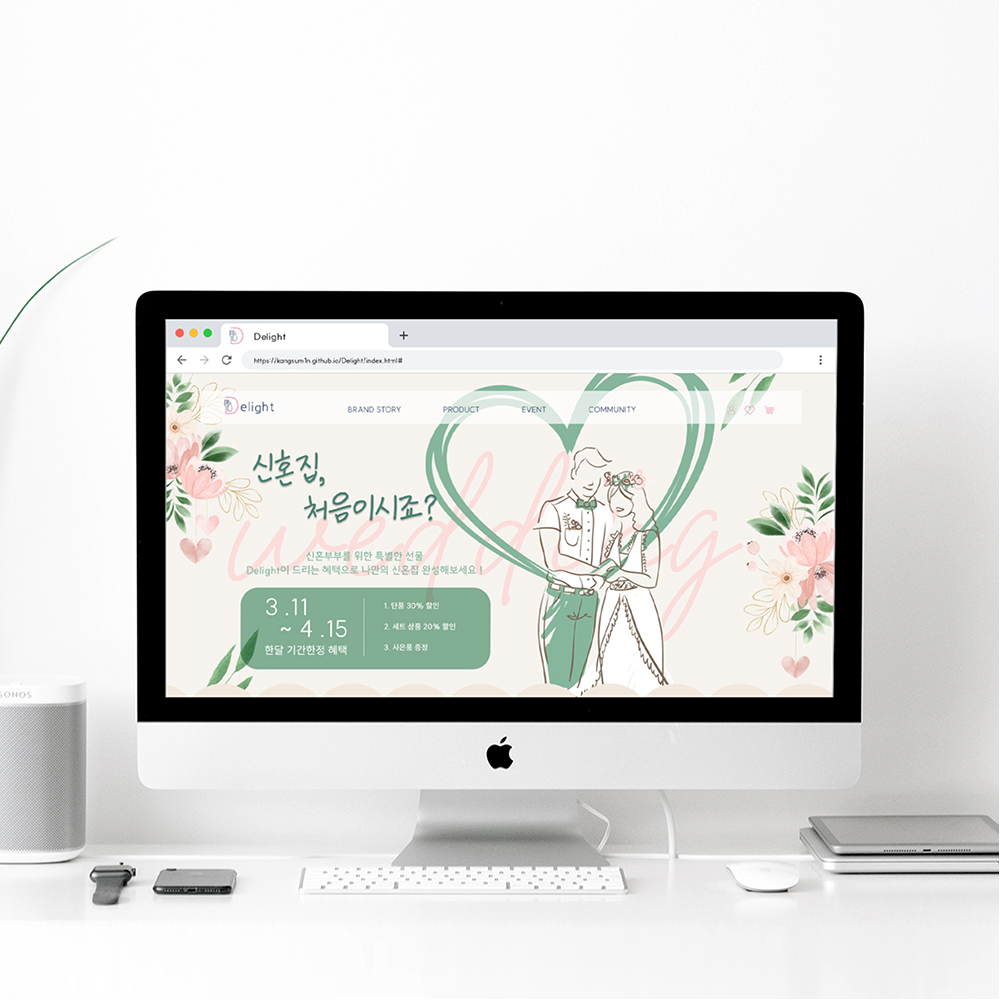 Delight
https://kangsum1n.github.io/Delight/index.html#
Delight
BRAND STORY
PRODUCT
EVENT
COMMUNITY
신혼집,
처음이시죠?
wedding
신혼부부를 위한 특별한 선물
Delight이 드리는 혜택으로 나만의 신혼집 완성해보세요 !
3 .11
~ 4 .15
한달 기간한정 혜택
1. 단품 30% 할인
2. 세트 상품 20% 할인
3. 사은품 증정
SONOS